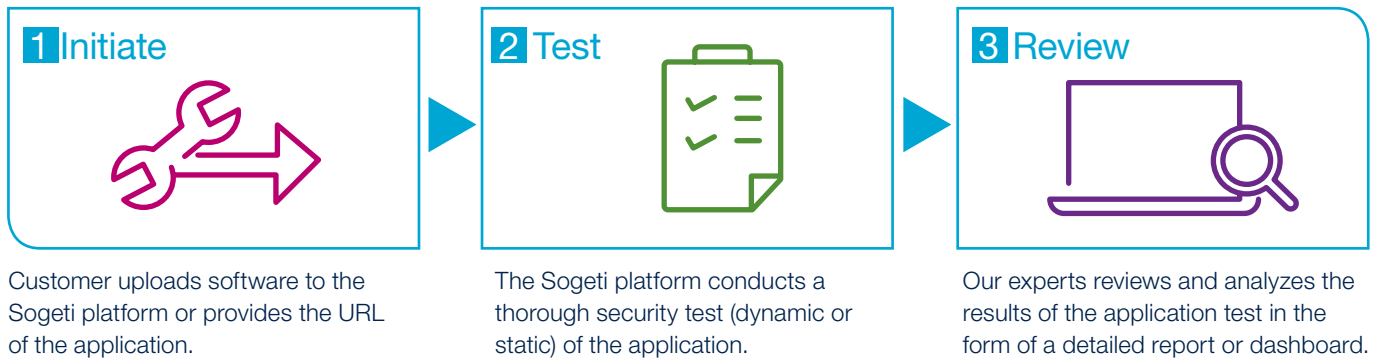 1 Initiate
2 Test
3 Review
Customer uploads software to the
Sogeti platform or provides the URL
of the application.
The Sogeti platform conducts a
thorough security test (dynamic or
static) of the application.
Our experts reviews and analyzes the
results of the application test in the
form of a detailed report or dashboard.